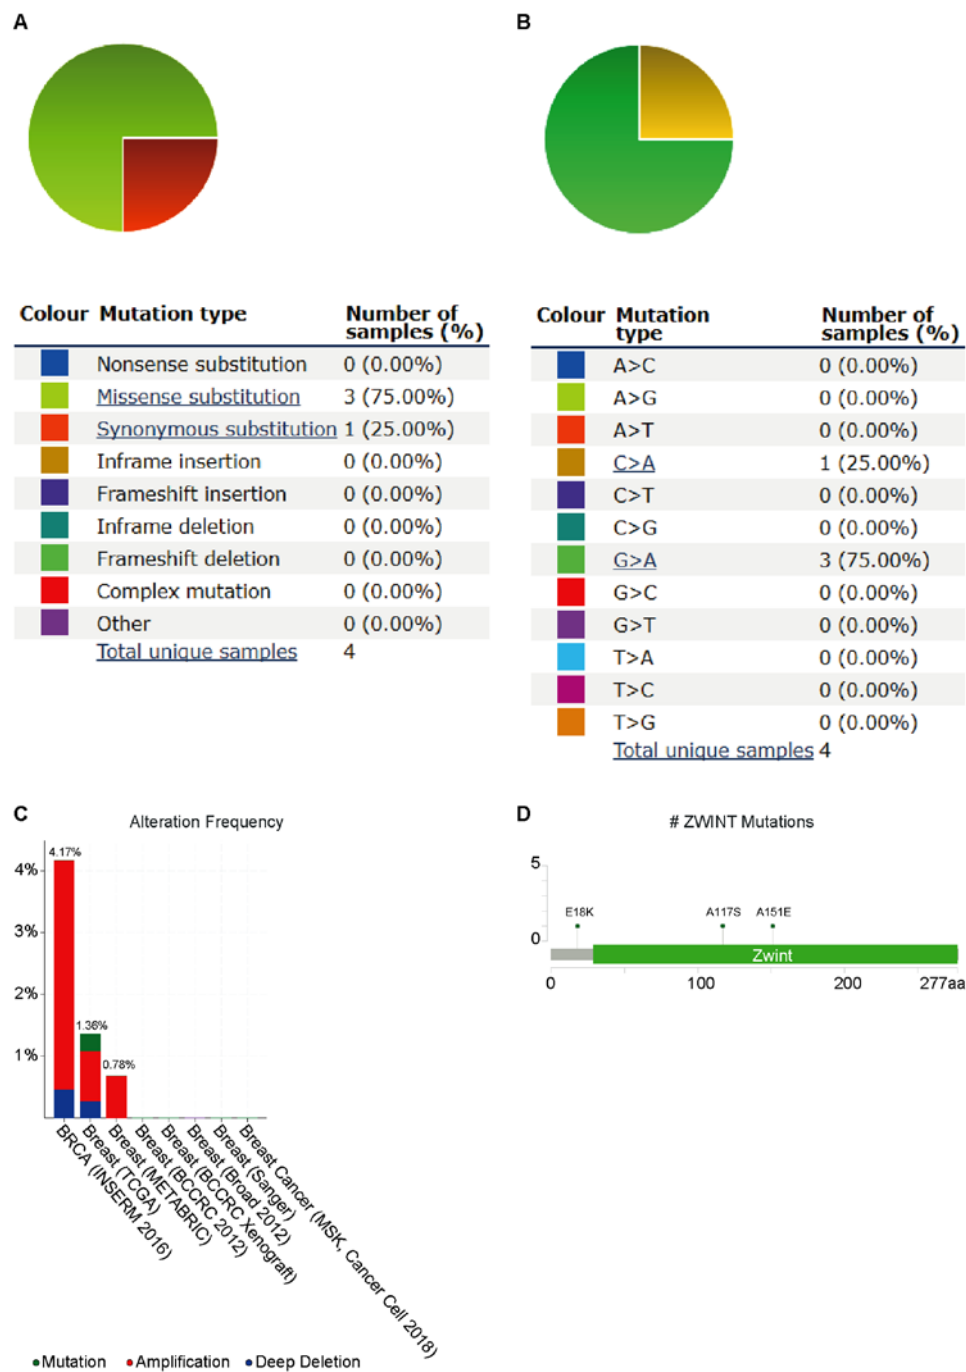 A
Colour Mutation type Number of samples (%)
Nonsense substitution 0 (0.00%)
Missense substitution 3 (75.00%)
Synonymous substitution 1 (25.00%)
Inframe insertion 0 (0.00%)
Frameshift insertion 0 (0.00%)
Inframe deletion 0 (0.00%)
Frameshift deletion 0 (0.00%)
Complex mutation 0 (0.00%)
Other 0 (0.00%)
Total unique samples 4
B
Colour Mutation type Number of samples (%)
A>C 0 (0.00%)
A>G 0 (0.00%)
A>T 0 (0.00%)
C>A 1 (25.00%)
C>T 0 (0.00%)
C>G 0 (0.00%)
G>A 3 (75.00%)
G>C 0 (0.00%)
G>T 0 (0.00%)
T>A 0 (0.00%)
T>C 0 (0.00%)
T>G 0 (0.00%)
Total unique samples 4
C
Alteration Frequency
4%
3%
2%
1%
4.17%
1.36%
0.78%
BRCA (INSERM 2016)
Breast (TCGA)
Breast (METABRIC)
Breast (BCCRC 2012)
Breast (BCCRC Xenograft)
Breast (Broad 2012)
Breast (Sanger)
Breast Cancer (MSK, Cancer Cell 2018)
Mutation Amplification Deep Deletion
D
# ZWINT Mutations
5
0
E18K A117S A151E
Zwint
0 100 200 277aa